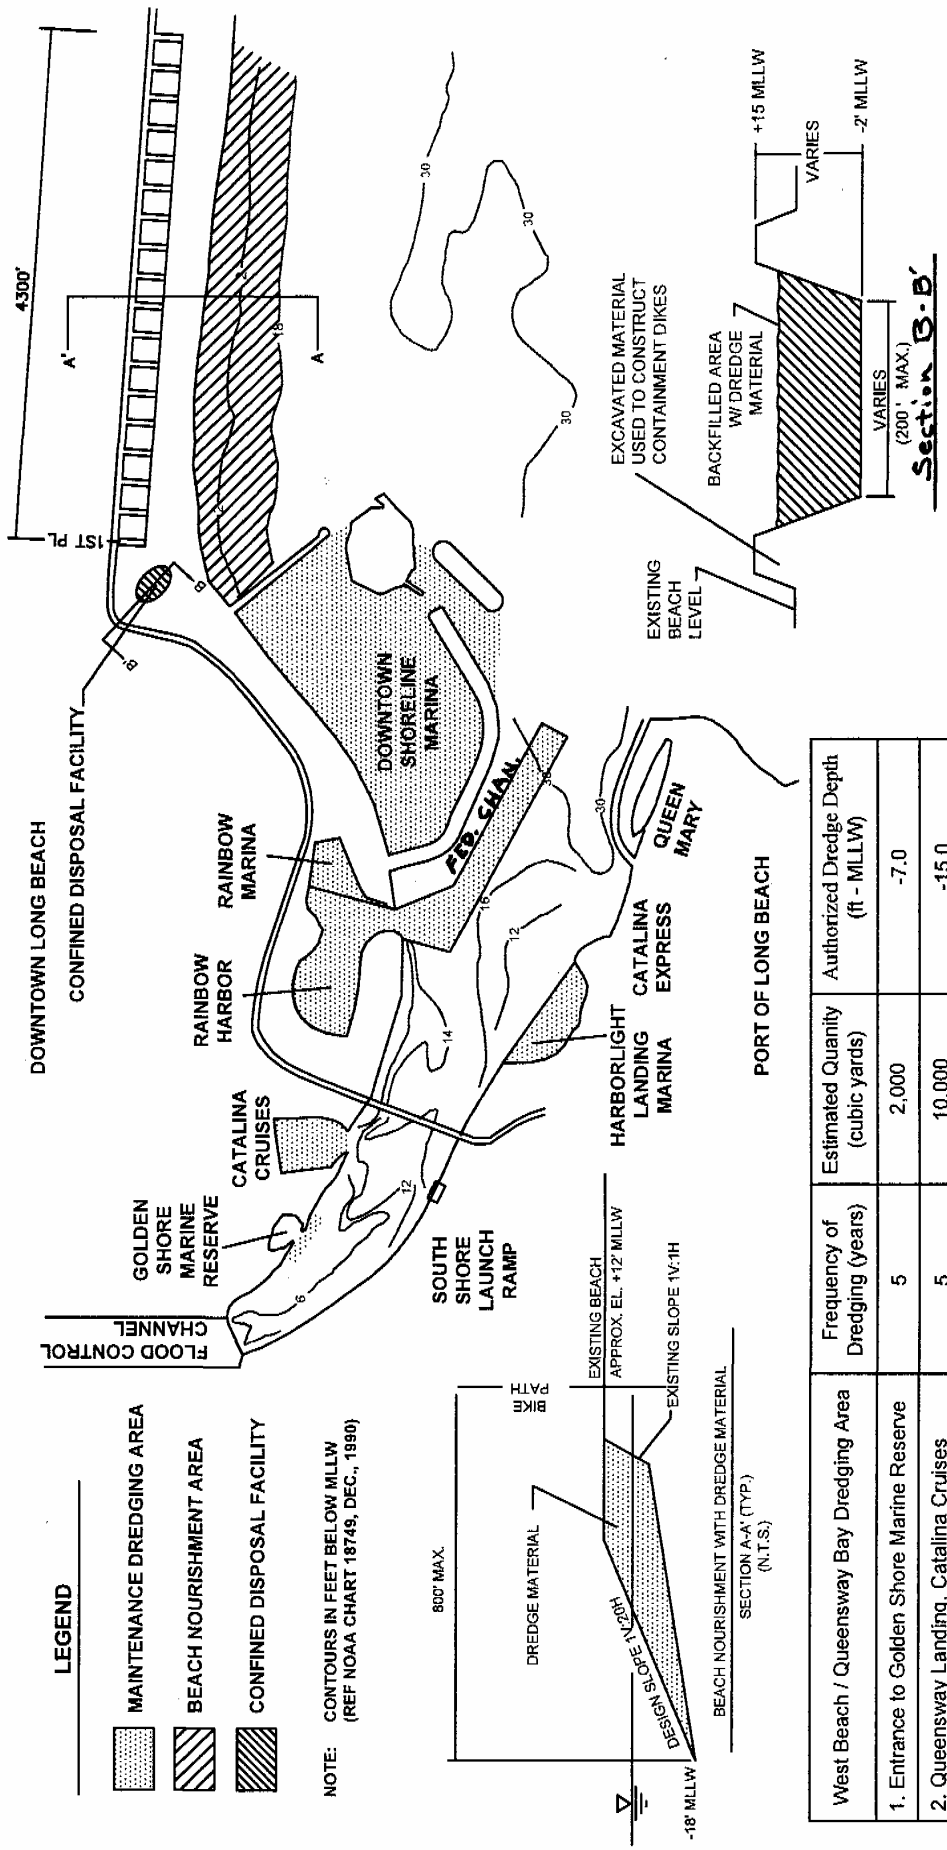 LEGEND
MAINTENANCE DREDGING AREA
BEACH NOURISHMENT AREA
CONFINED DISPOSAL FACILITY
NOTE: CONTOURS IN FEET BELOW MLLW
(REF NOAA CHART 18749, DEC., 1990)
FLOOD CONTROL
CHANNEL
GOLDEN
SHORE
MARINE
RESERVE
CATALINA
CRUISES
RAINBOW
HARBOR
RAINBOW
MARINA
DOWNTOWN LONG BEACH
CONFINED DISPOSAL FACILITY
B'
B
1ST PL
4300'
A'
A
2
2
18
30
30
30
DOWNTOWN
SHORELINE
MARINA
FED. CHAN.
6
12
14
12
16
30
30
SOUTH
SHORE
LAUNCH
RAMP
HARBORLIGHT
LANDING
MARINA
CATALINA
EXPRESS
QUEEN
MARY
PORT OF LONG BEACH
800' MAX.
BIKE
PATH
EXISTING BEACH
APPROX. EL. +12' MLLW
DREDGE MATERIAL
EXISTING SLOPE 1V:1H
DESIGN SLOPE 1V:20H
-18' MLLW
BEACH NOURISHMENT WITH DREDGE MATERIAL
SECTION A-A' (TYP.)
(N.T.S.)
EXISTING
BEACH
LEVEL
EXCAVATED MATERIAL
USED TO CONSTRUCT
CONTAINMENT DIKES
BACKFILLED AREA
W/ DREDGE
MATERIAL
+15 MLLW
VARIES
-2' MLLW
VARIES
(200' MAX.)
Section B-B'
West Beach / Queensway Bay Dredging Area Frequency of Dredging (years) Estimated Quanity (cubic yards) Authorized Dredge Depth (ft - MLLW)
1. Entrance to Golden Shore Marine Reserve 5 2,000 -7.0
2. Queensway Landing, Catalina Cruises 5 10,000 -15.0